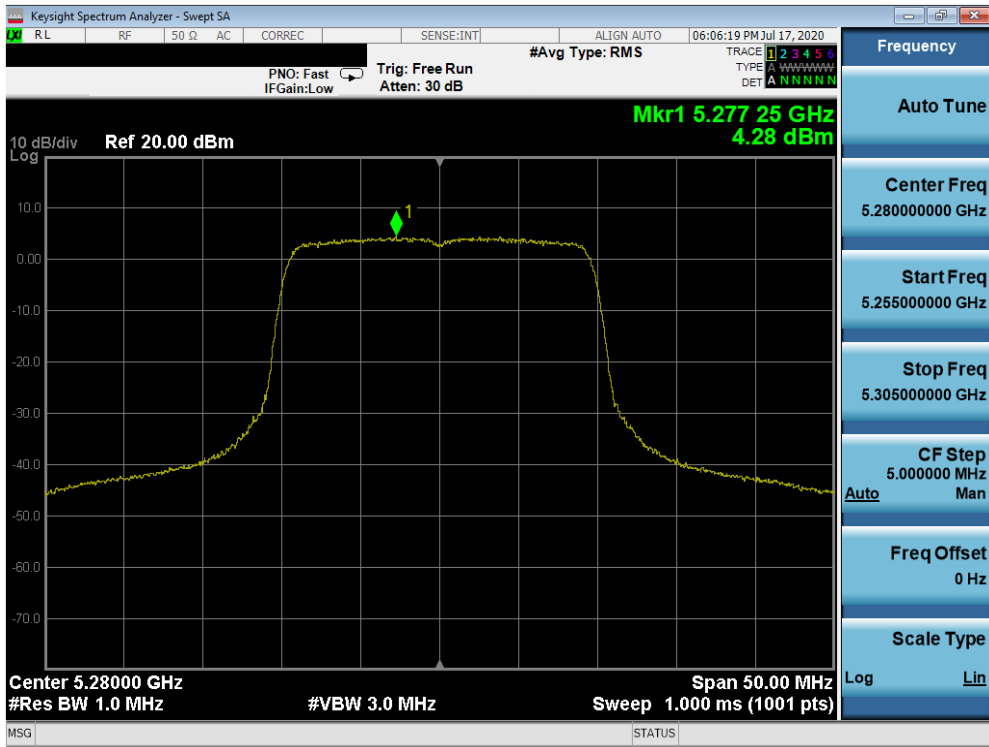 Keysight Spectrum Analyzer - Swept SA
LXI RL RF 50 Ω AC CORREC SENSE:INT ALIGN AUTO 06:06:19 PM Jul 17, 2020
#Avg Type: RMS TRACE 1 2 3 4 5 6
PNO: Fast Trig: Free Run TYPE A WWWWW
IFGain:Low Atten: 30 dB DET A N N N N N
Mkr1 5.277 25 GHz
4.28 dBm
10 dB/div Ref 20.00 dBm
Log
1
10.0
0.00
-10.0
-20.0
-30.0
-40.0
-50.0
-60.0
-70.0
Center 5.28000 GHz Span 50.00 MHz
#Res BW 1.0 MHz #VBW 3.0 MHz Sweep 1.000 ms (1001 pts)
MSG STATUS
Frequency
Auto Tune
Center Freq
5.280000000 GHz
Start Freq
5.255000000 GHz
Stop Freq
5.305000000 GHz
CF Step
5.000000 MHz
Auto Man
Freq Offset
0 Hz
Scale Type
Log Lin